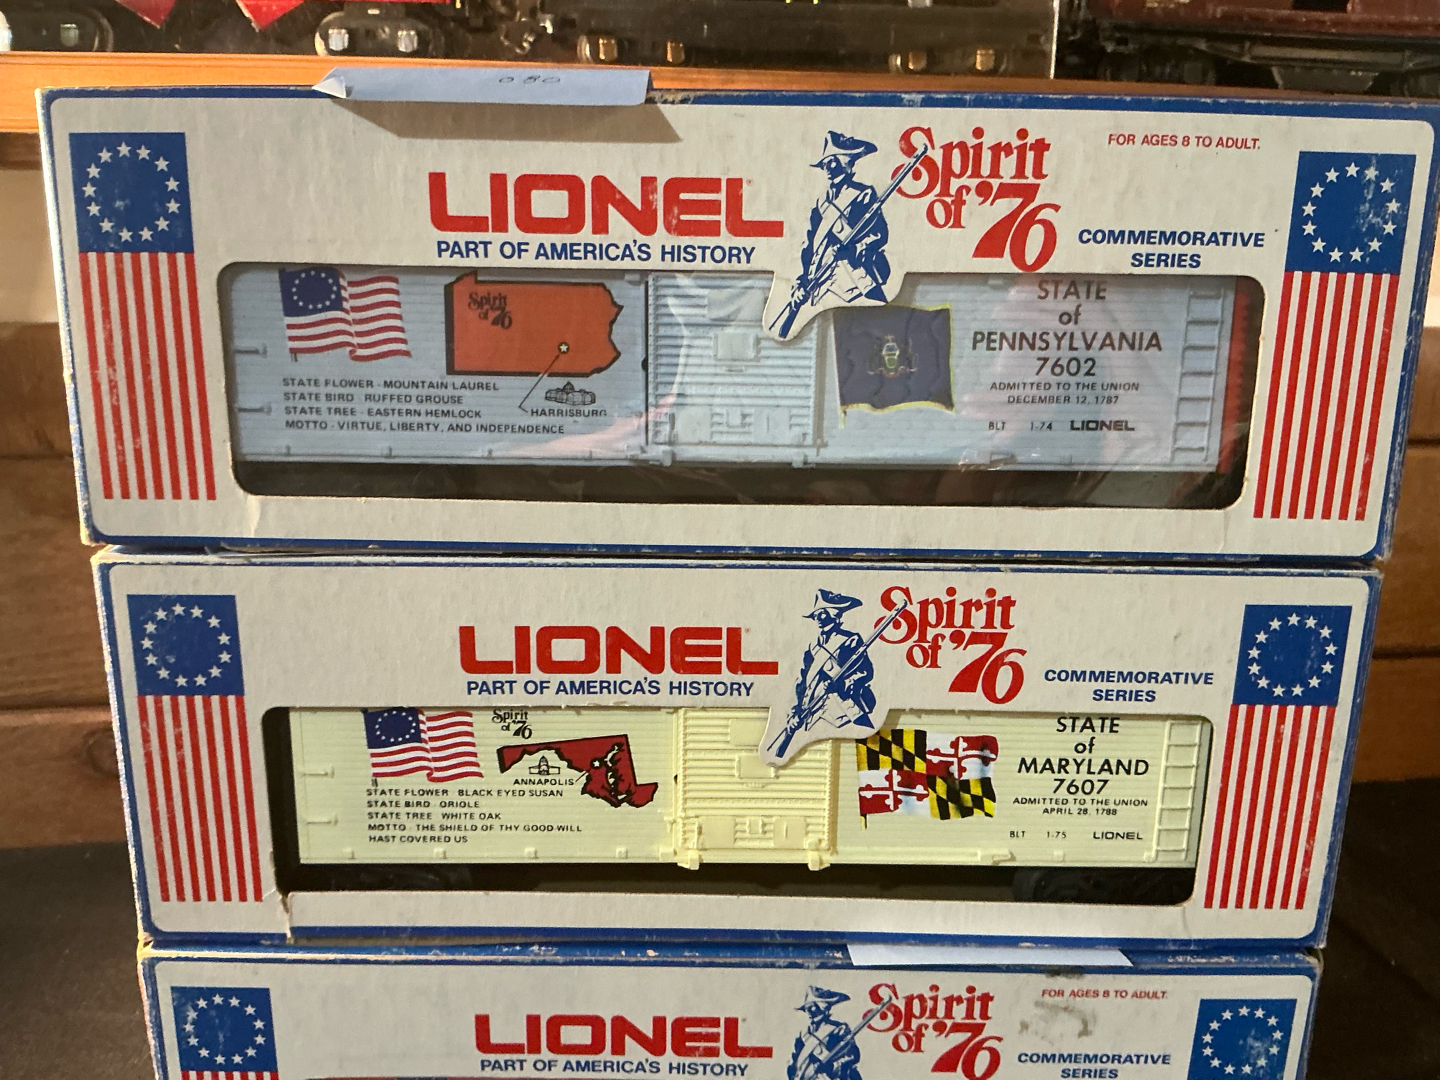 080
LIONEL
PART OF AMERICA'S HISTORY
Spirit
of '76
FOR AGES 8 TO ADULT.
COMMEMORATIVE
SERIES
Spirit
of '76
STATE FLOWER - MOUNTAIN LAUREL
STATE BIRD - RUFFED GROUSE
STATE TREE - EASTERN HEMLOCK
MOTTO - VIRTUE, LIBERTY, AND INDEPENDENCE
HARRISBURG
STATE
of
PENNSYLVANIA
7602
ADMITTED TO THE UNION
DECEMBER 12, 1787
BLT 1-74 LIONEL
LIONEL
PART OF AMERICA'S HISTORY
Spirit
of '76
COMMEMORATIVE
SERIES
Spirit
of '76
ANNAPOLIS
STATE FLOWER - BLACK EYED SUSAN
STATE BIRD - ORIOLE
STATE TREE - WHITE OAK
MOTTO - THE SHIELD OF THY GOOD WILL
HAST COVERED US
STATE
of
MARYLAND
7607
ADMITTED TO THE UNION
APRIL 28, 1788
BLT 1-75 LIONEL
LIONEL
PART OF AMERICA'S HISTORY
Spirit
of '76
FOR AGES 8 TO ADULT.
COMMEMORATIVE
SERIES